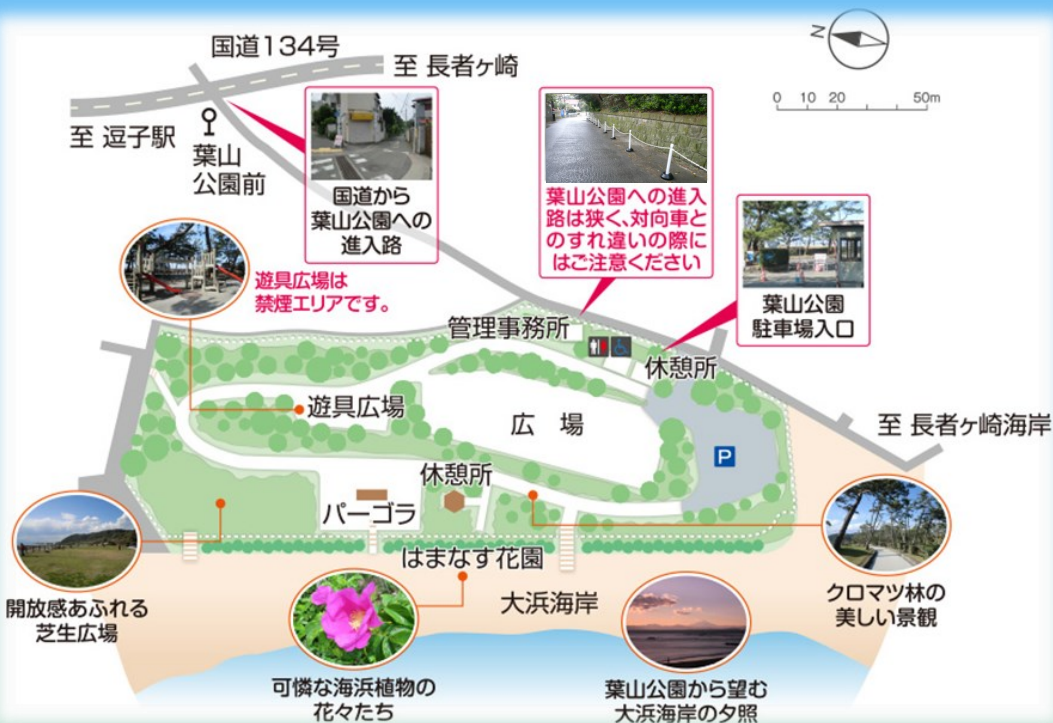 国道134号
至 長者ヶ崎
N
0 10 20 50m
至 逗子駅
葉山
公園前
国道から
葉山公園への
進入路
葉山公園への進入
路は狭く、対向車と
のすれ違いの際に
はご注意ください
葉山公園
駐車場入口
遊具広場は
禁煙エリアです。
管理事務所
休憩所
遊具広場
広 場
至 長者ヶ崎海岸
P
休憩所
パーゴラ
はまなす花園
大浜海岸
開放感あふれる
芝生広場
クロマツ林の
美しい景観
可憐な海浜植物の
花々たち
葉山公園から望む
大浜海岸の夕照